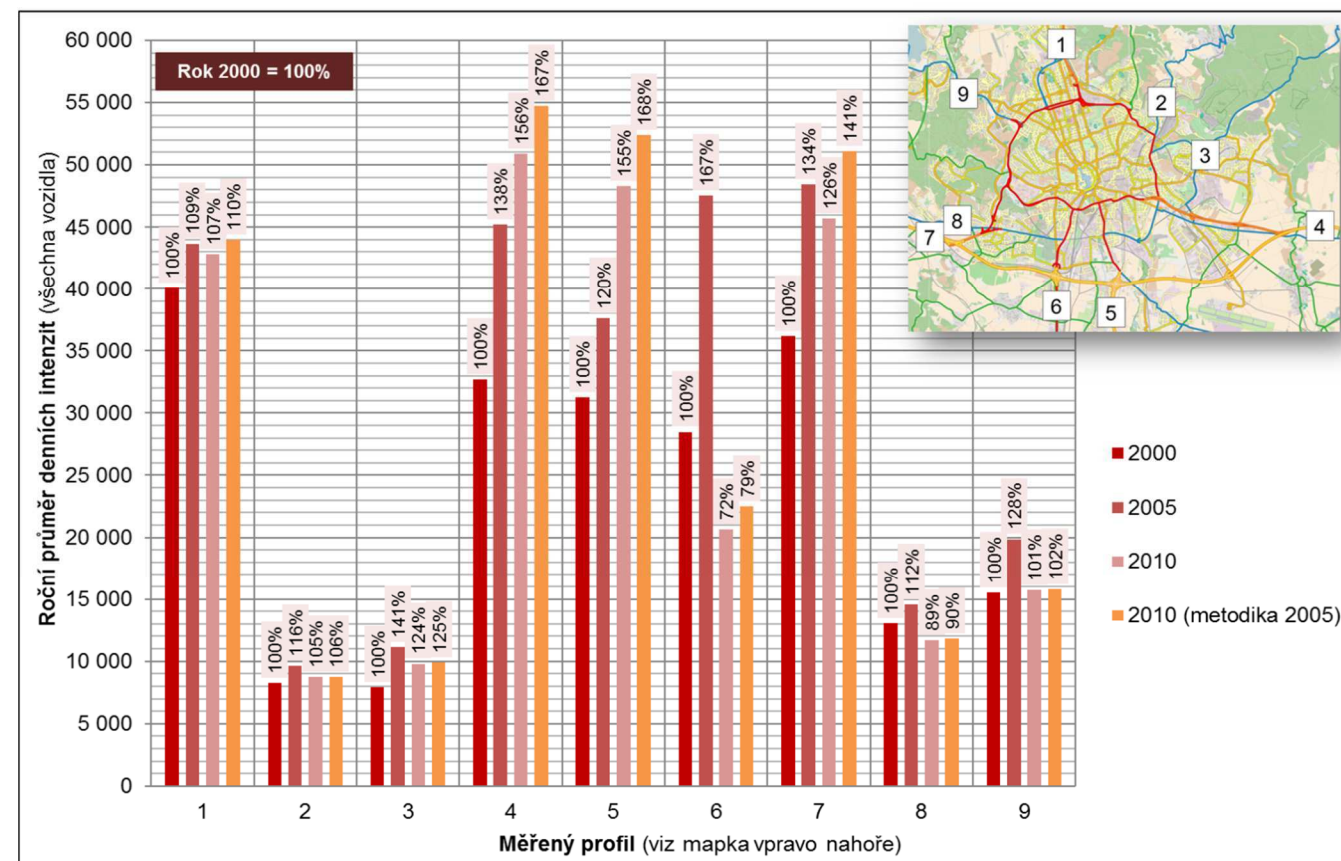 Rok 2000 = 100%
Roční průměr denních intenzit (všechna vozidla)
60 000
55 000
50 000
45 000
40 000
35 000
30 000
25 000
20 000
15 000
10 000
5 000
0
100% 109% 107% 110%
100% 116% 105% 106%
100% 141% 124% 125%
100% 138% 156% 167%
100% 120% 155% 168%
100% 167% 72% 79%
100% 134% 126% 141%
100% 112% 89% 90%
100% 128% 101% 102%
1 2 3 4 5 6 7 8 9
Měřený profil (viz mapka vpravo nahoře)
1
9
2
3
8
7
4
6
5
2000
2005
2010
2010 (metodika 2005)